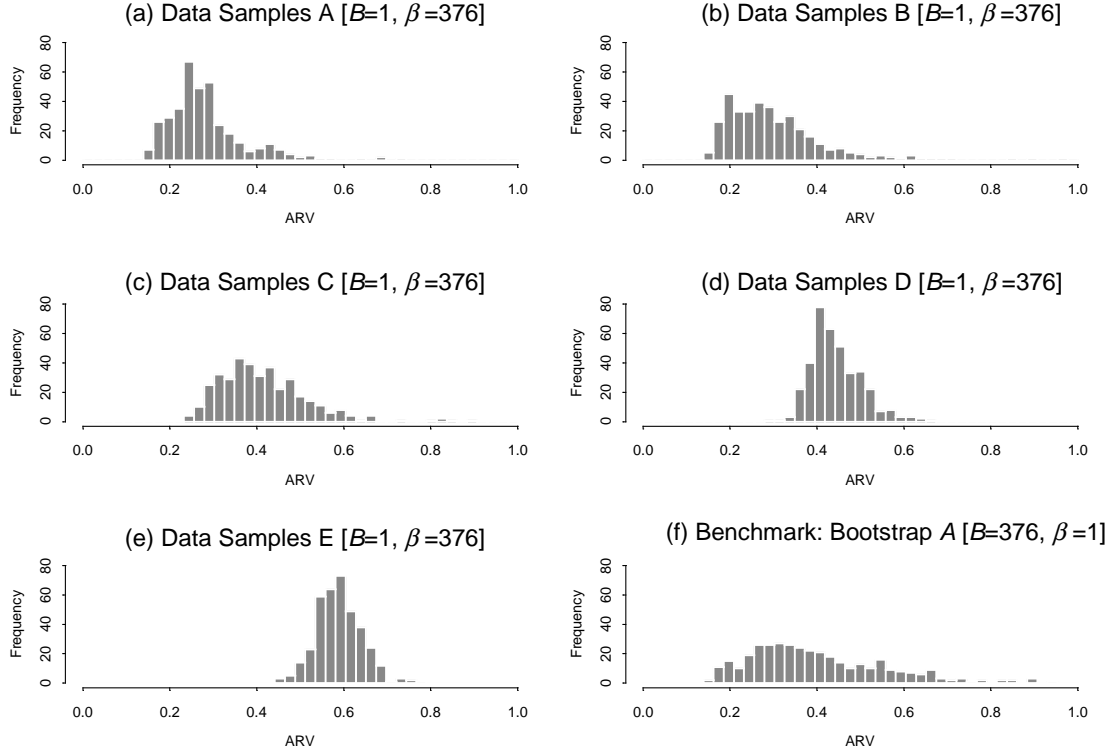 (a) Data Samples A [B=1, β=376]
Frequency
0 20 40 60 80
0.0 0.2 0.4 0.6 0.8 1.0
ARV
(b) Data Samples B [B=1, β=376]
Frequency
0 20 40 60 80
0.0 0.2 0.4 0.6 0.8 1.0
ARV
(c) Data Samples C [B=1, β=376]
Frequency
0 20 40 60 80
0.0 0.2 0.4 0.6 0.8 1.0
ARV
(d) Data Samples D [B=1, β=376]
Frequency
0 20 40 60 80
0.0 0.2 0.4 0.6 0.8 1.0
ARV
(e) Data Samples E [B=1, β=376]
Frequency
0 20 40 60 80
0.0 0.2 0.4 0.6 0.8 1.0
ARV
(f) Benchmark: Bootstrap A [B=376, β=1]
Frequency
0 20 40 60 80
0.0 0.2 0.4 0.6 0.8 1.0
ARV